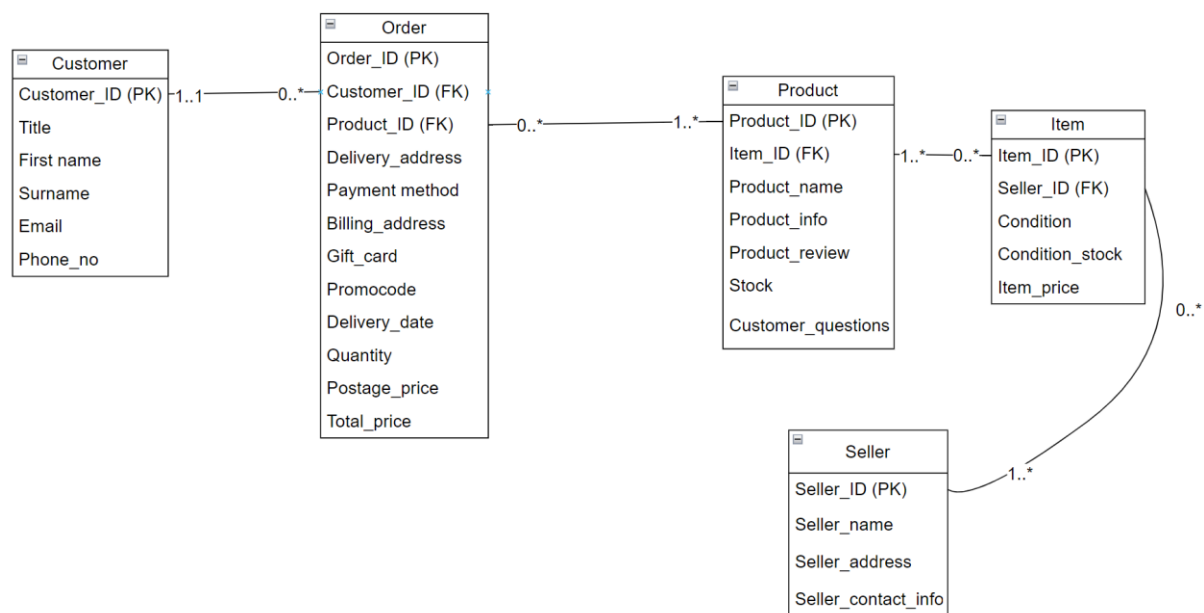 Customer
Customer_ID (PK)
Title
First name
Surname
Email
Phone_no
1..1
0..*
Order
Order_ID (PK)
Customer_ID (FK)
Product_ID (FK)
Delivery_address
Payment method
Billing_address
Gift_card
Promocode
Delivery_date
Quantity
Postage_price
Total_price
0..*
1..*
Product
Product_ID (PK)
Item_ID (FK)
Product_name
Product_info
Product_review
Stock
Customer_questions
1..*
0..*
Item
Item_ID (PK)
Seller_ID (FK)
Condition
Condition_stock
Item_price
0..*
1..*
Seller
Seller_ID (PK)
Seller_name
Seller_address
Seller_contact_info